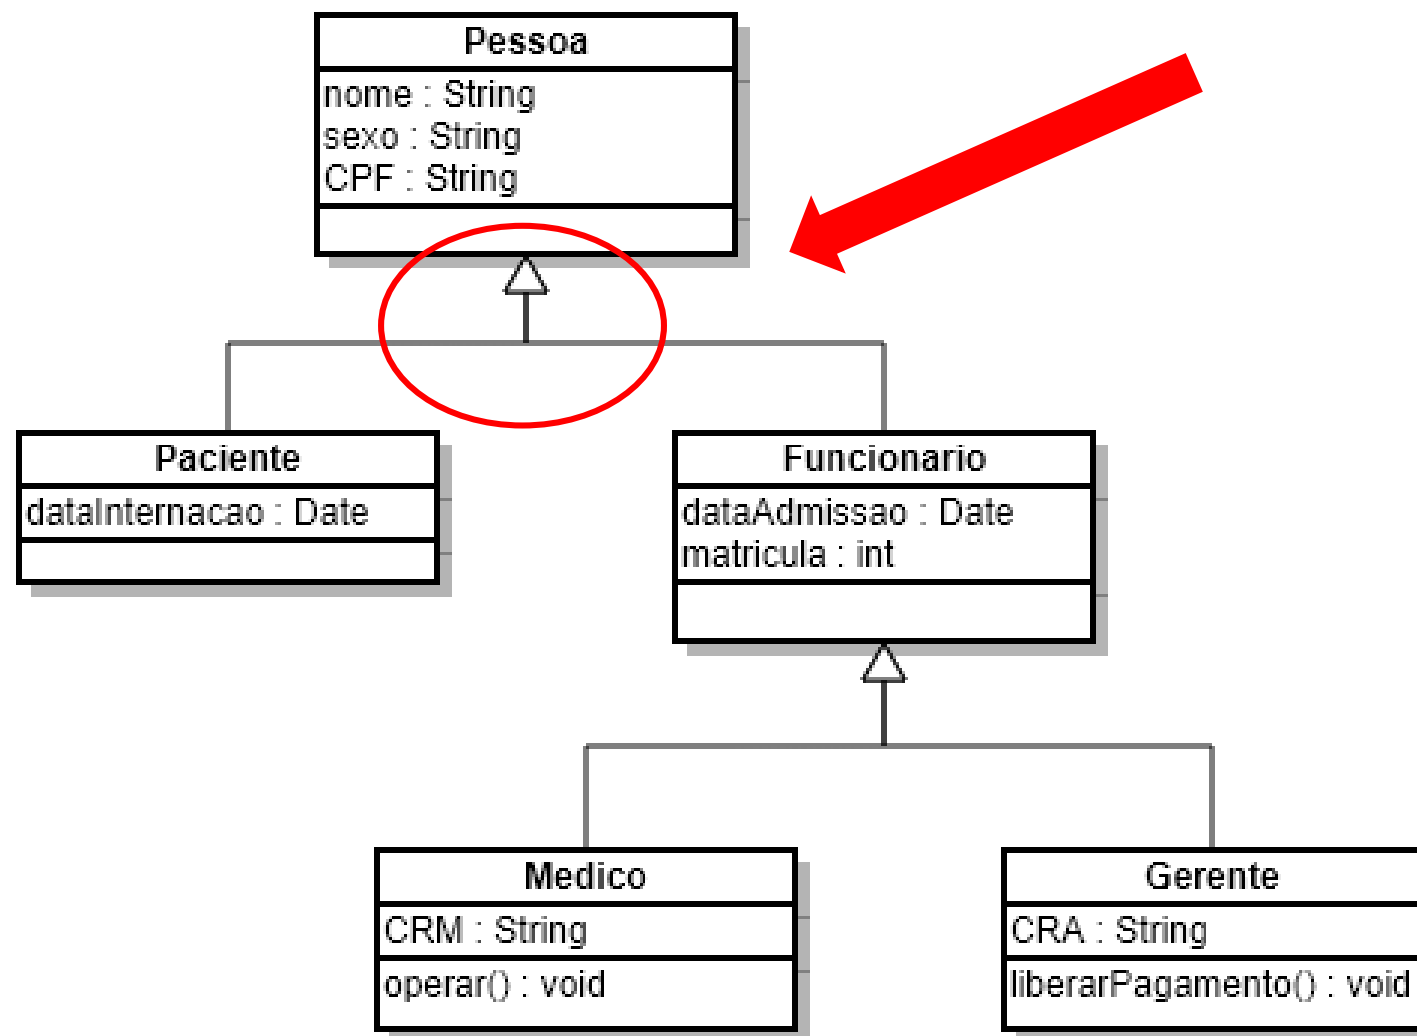 Pessoa
nome : String
sexo : String
CPF : String
Paciente
dataInternacao : Date
Funcionario
dataAdmissao : Date
matricula : int
Medico
CRM : String
operar() : void
Gerente
CRA : String
liberarPagamento() : void